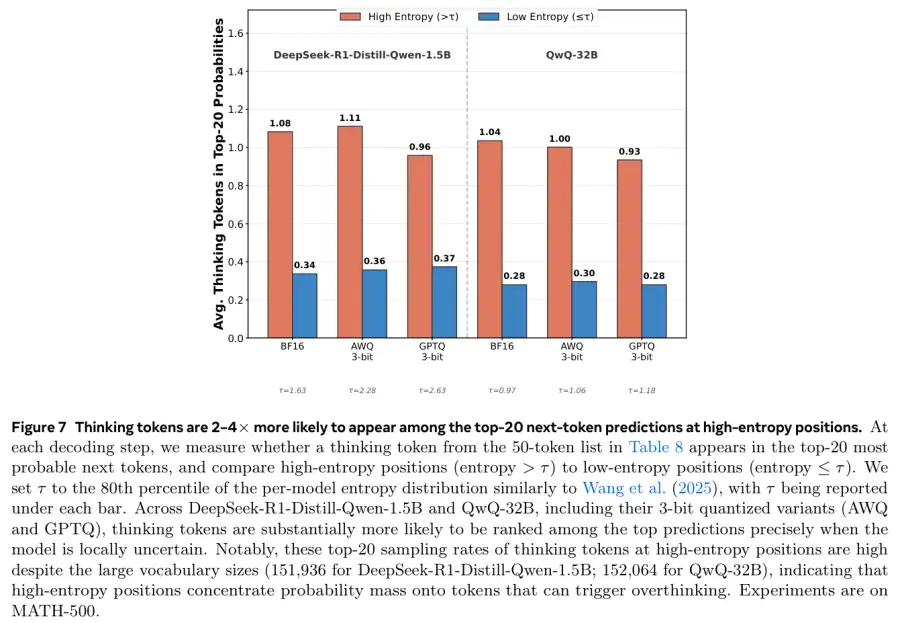 High Entropy (>τ) Low Entropy (≤τ)
Avg. Thinking Tokens in Top-20 Probabilities
DeepSeek-R1-Distill-Qwen-1.5B QwQ-32B
1.6
1.4
1.2
1.0
0.8
0.6
0.4
0.2
0.0
1.08 1.11 0.96 1.04 1.00 0.93
0.34 0.36 0.37 0.28 0.30 0.28
BF16 AWQ 3-bit GPTQ 3-bit BF16 AWQ 3-bit GPTQ 3-bit
τ=1.63 τ=2.28 τ=2.63 τ=0.97 τ=1.06 τ=1.18
Figure 7 Thinking tokens are 2–4× more likely to appear among the top-20 next-token predictions at high-entropy positions. At
each decoding step, we measure whether a thinking token from the 50-token list in Table 8 appears in the top-20 most
probable next tokens, and compare high-entropy positions (entropy > τ) to low-entropy positions (entropy ≤ τ). We
set τ to the 80th percentile of the per-model entropy distribution similarly to Wang et al. (2025), with τ being reported
under each bar. Across DeepSeek-R1-Distill-Qwen-1.5B and QwQ-32B, including their 3-bit quantized variants (AWQ
and GPTQ), thinking tokens are substantially more likely to be ranked among the top predictions precisely when the
model is locally uncertain. Notably, these top-20 sampling rates of thinking tokens at high-entropy positions are high
despite the large vocabulary sizes (151,936 for DeepSeek-R1-Distill-Qwen-1.5B; 152,064 for QwQ-32B), indicating that
high-entropy positions concentrate probability mass onto tokens that can trigger overthinking. Experiments are on
MATH-500.